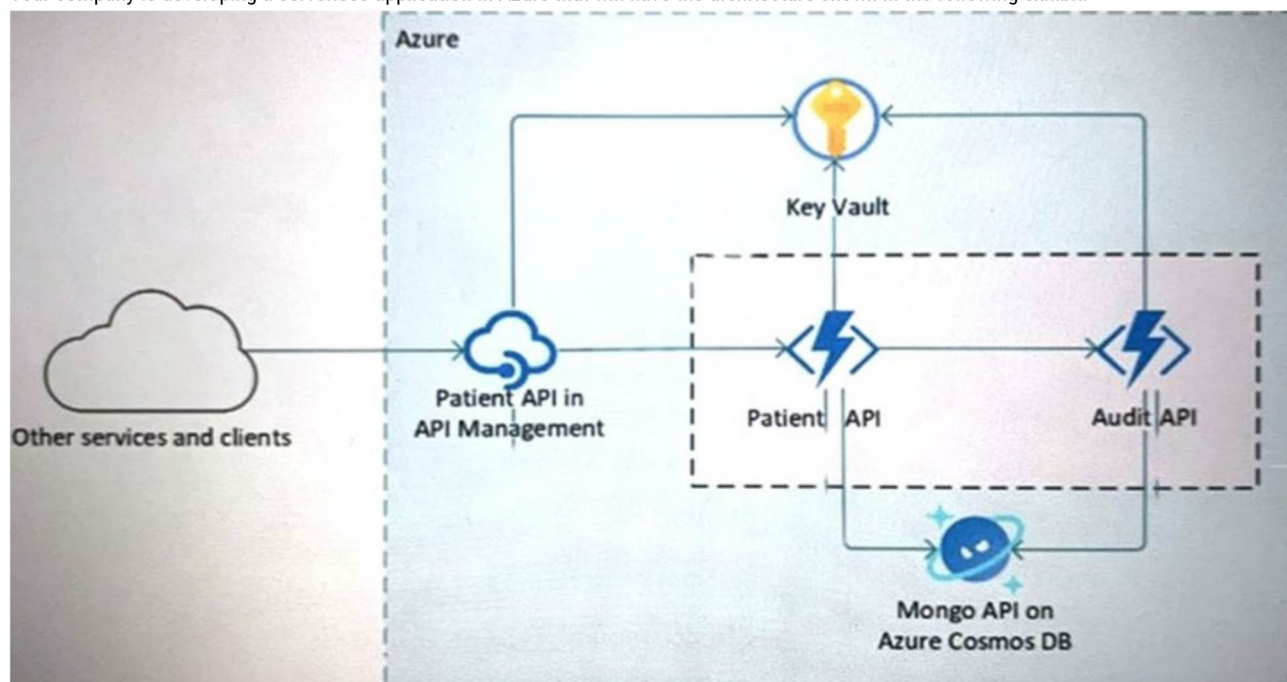 Azure
Key Vault
Patient API in
API Management
Patient API
Audit API
Other services and clients
Mongo API on
Azure Cosmos DB